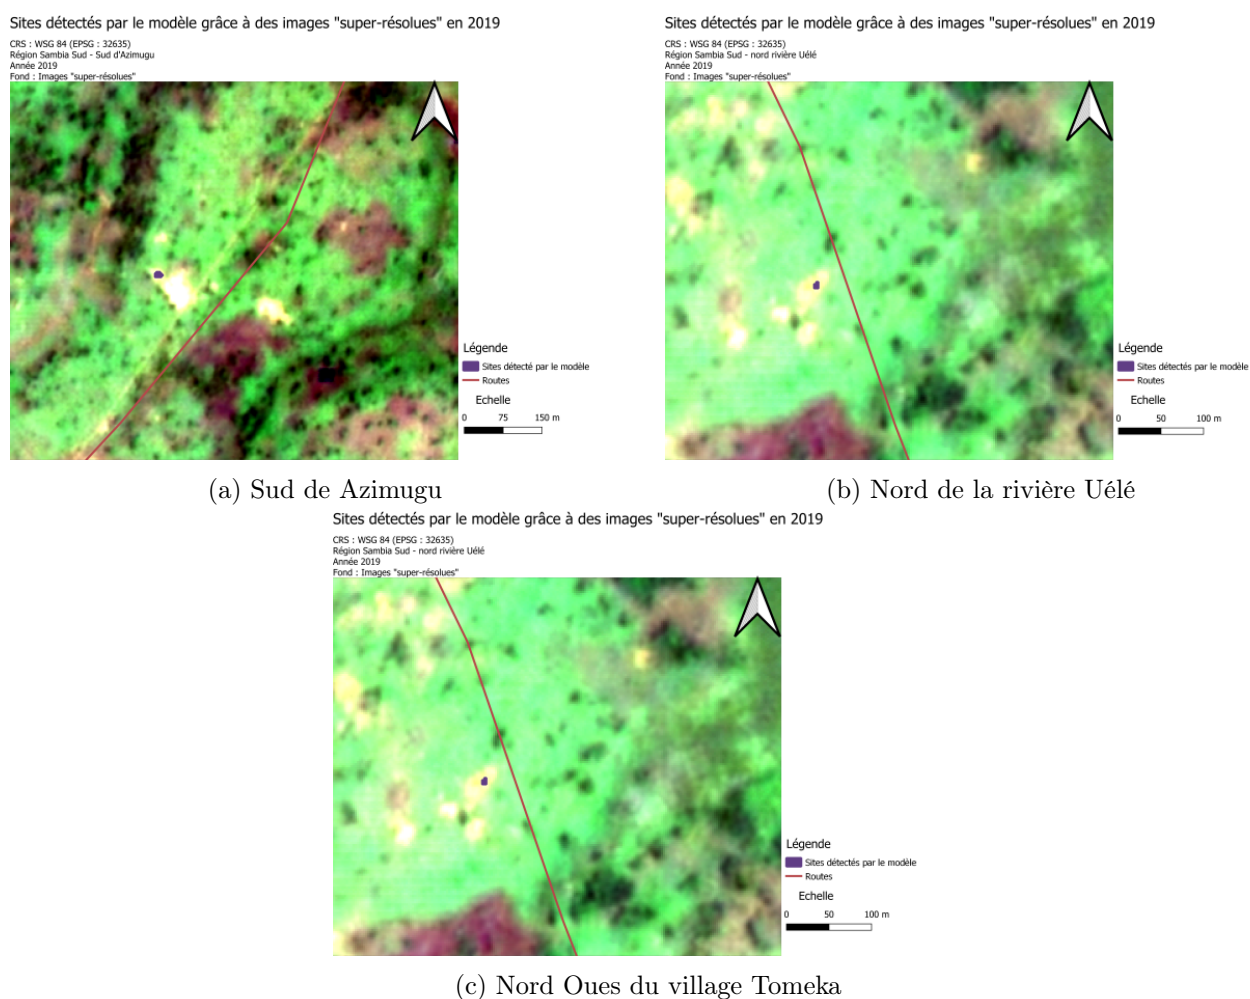 Sites détectés par le modèle grâce à des images "super-résolues" en 2019
CRS : WSG 84 (EPSG : 32635)
Région Sambia Sud - Sud d'Azimugu
Année 2019
Fond : Images "super-résolues"
Légende
Sites détecté par le modèle
Routes
Echelle
0 75 150 m
(a) Sud de Azimugu
Sites détectés par le modèle grâce à des images "super-résolues" en 2019
CRS : WSG 84 (EPSG : 32635)
Région Sambia Sud - nord rivière Uélé
Année 2019
Fond : Images "super-résolues"
Légende
Sites détectés par le modèle
Routes
Echelle
0 50 100 m
(b) Nord de la rivière Uélé
Sites détectés par le modèle grâce à des images "super-résolues" en 2019
CRS : WSG 84 (EPSG : 32635)
Région Sambia Sud - nord rivière Uélé
Année 2019
Fond : Images "super-résolues"
Légende
Sites détectés par le modèle
Routes
Echelle
0 50 100 m
(c) Nord Oues du village Tomeka